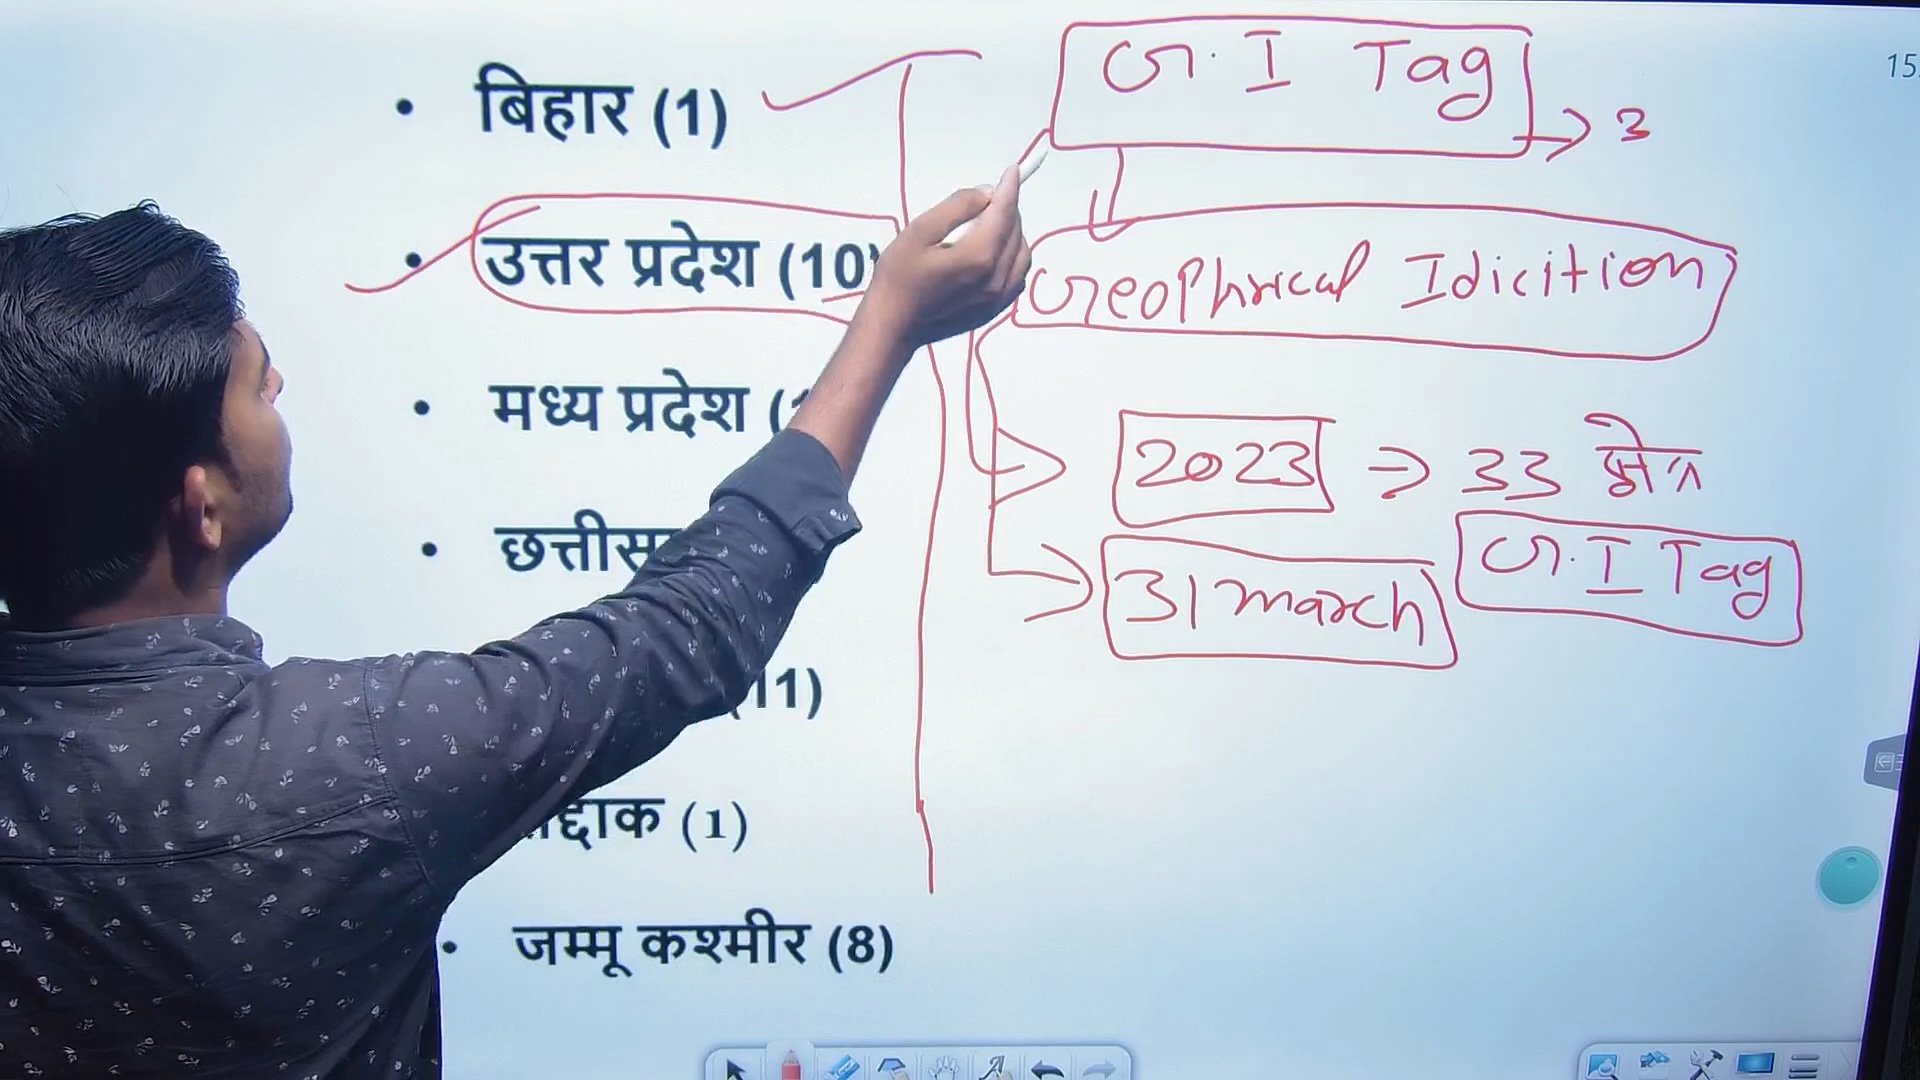 • बिहार (1)
• उत्तर प्रदेश (10)
• मध्य प्रदेश (
• छत्तीस
11)
द्दाक (1)
• जम्मू कश्मीर (8)
G.I Tag
→ 3
Geophrical Idicition
2023 → 33 क्षेत्र
G.I Tag
31 march
15